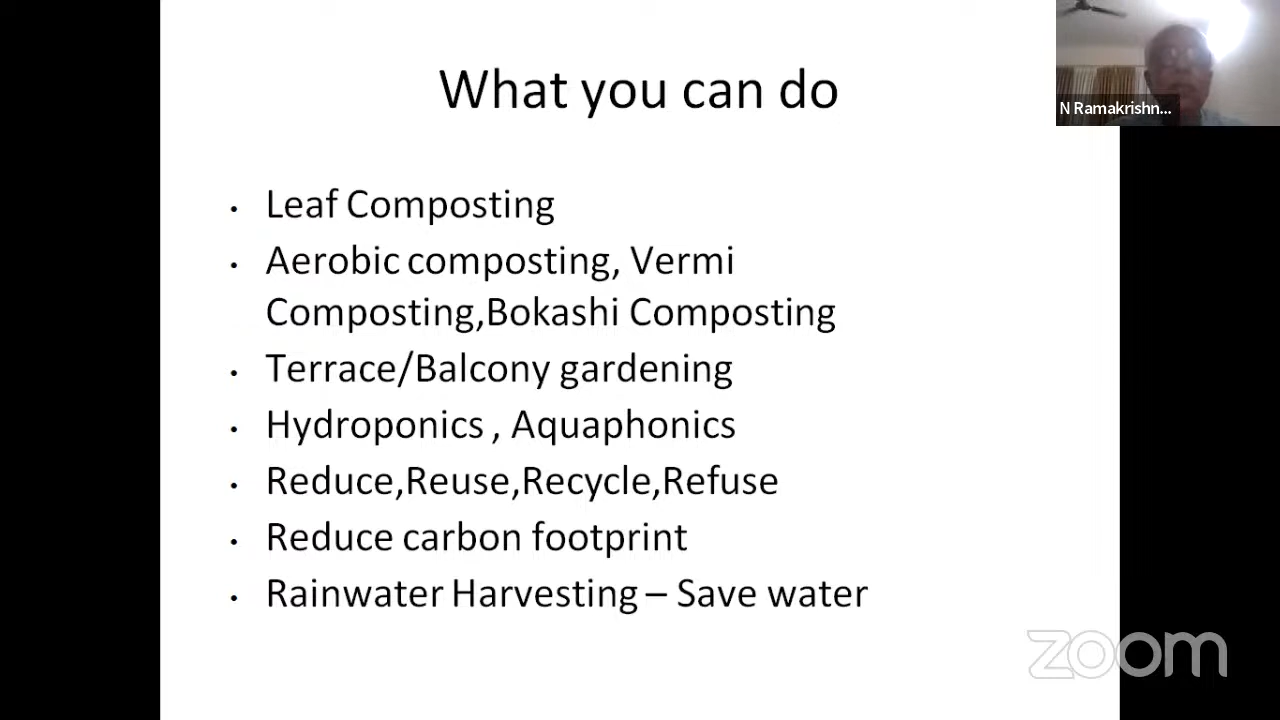 What you can do
N Ramakrishn...
• Leaf Composting
• Aerobic composting, Vermi
Composting,Bokashi Composting
• Terrace/Balcony gardening
• Hydroponics , Aquaphonics
• Reduce,Reuse,Recycle,Refuse
• Reduce carbon footprint
• Rainwater Harvesting – Save water
zoom